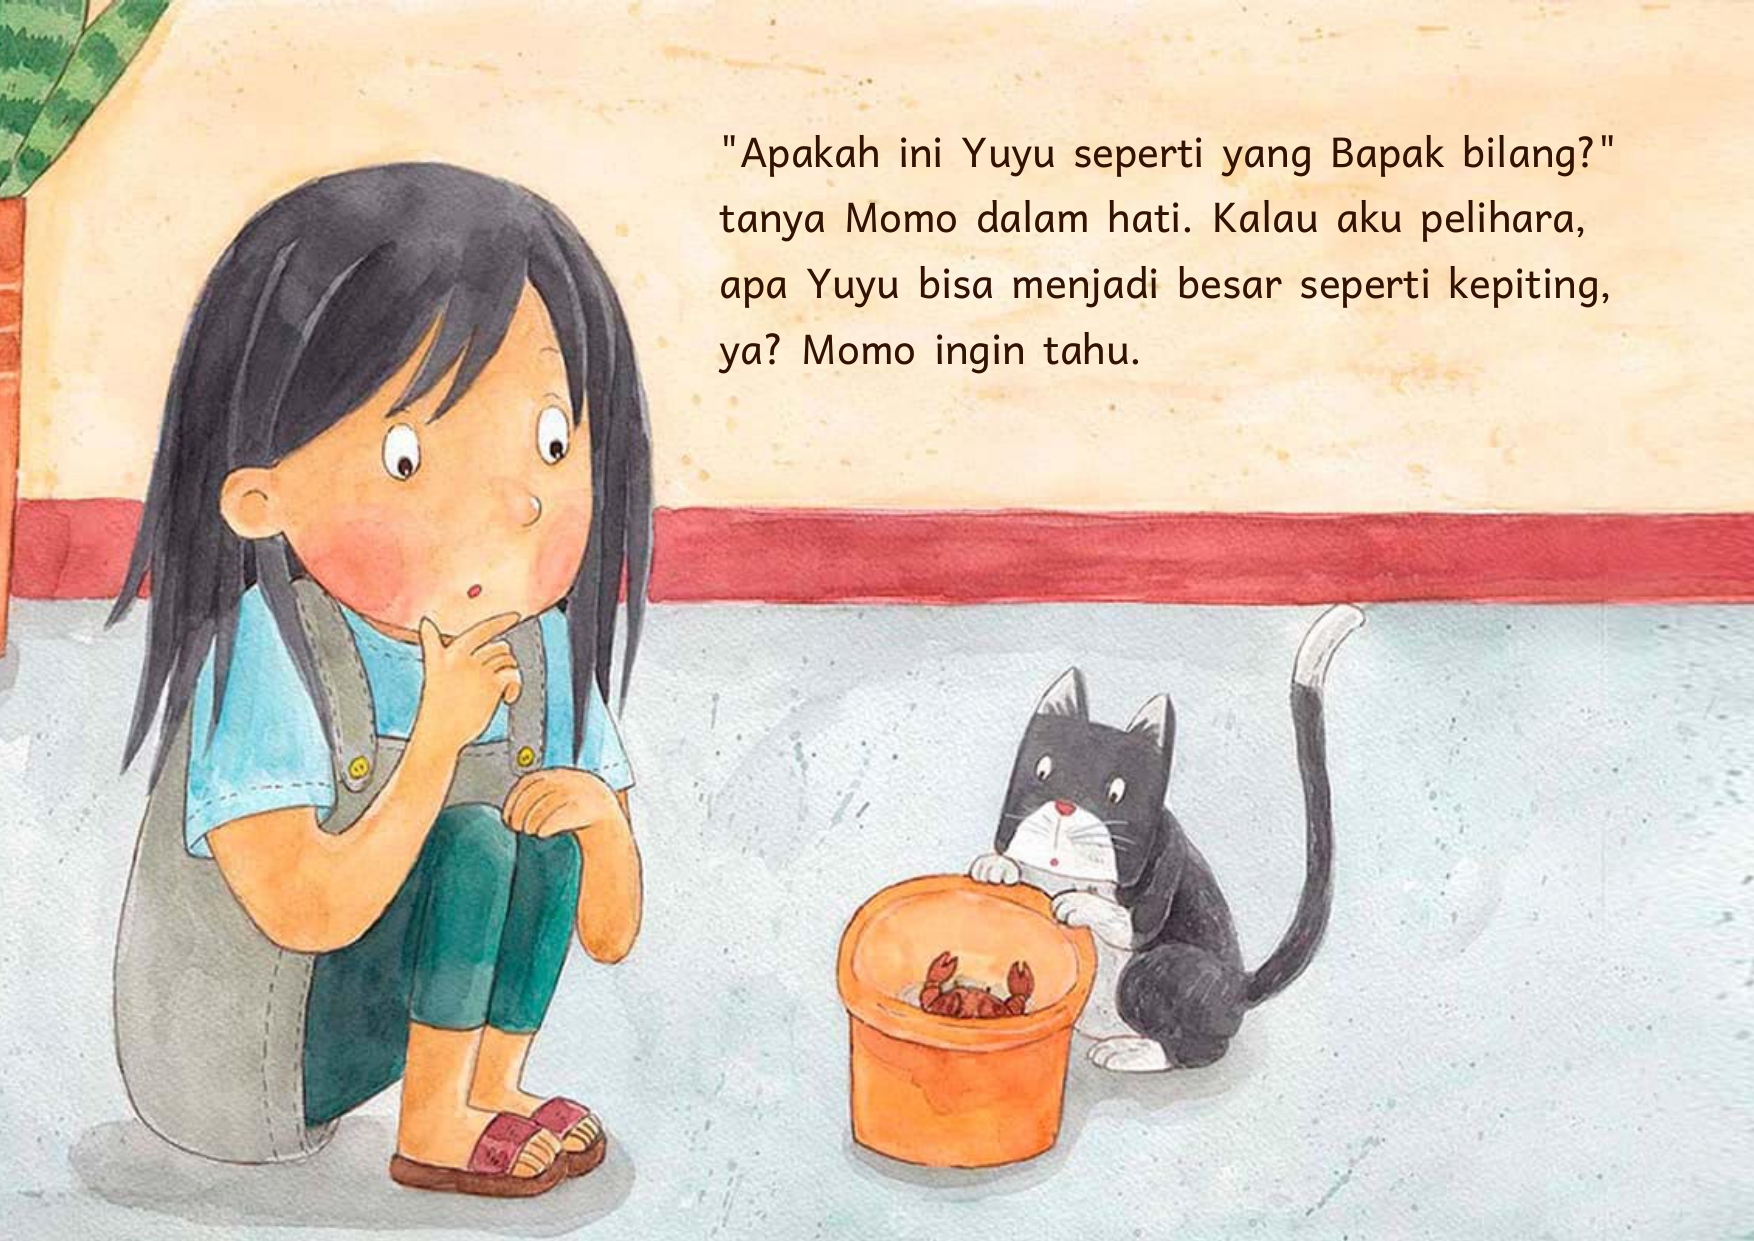 "Apakah ini Yuyu seperti yang Bapak bilang?"
tanya Momo dalam hati. Kalau aku pelihara,
apa Yuyu bisa menjadi besar seperti kepiting,
ya? Momo ingin tahu.